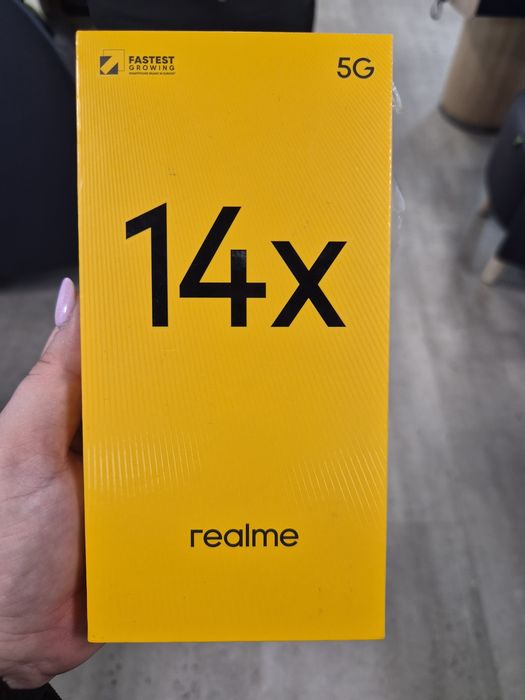 FASTEST
GROWING
5G
14x
realme